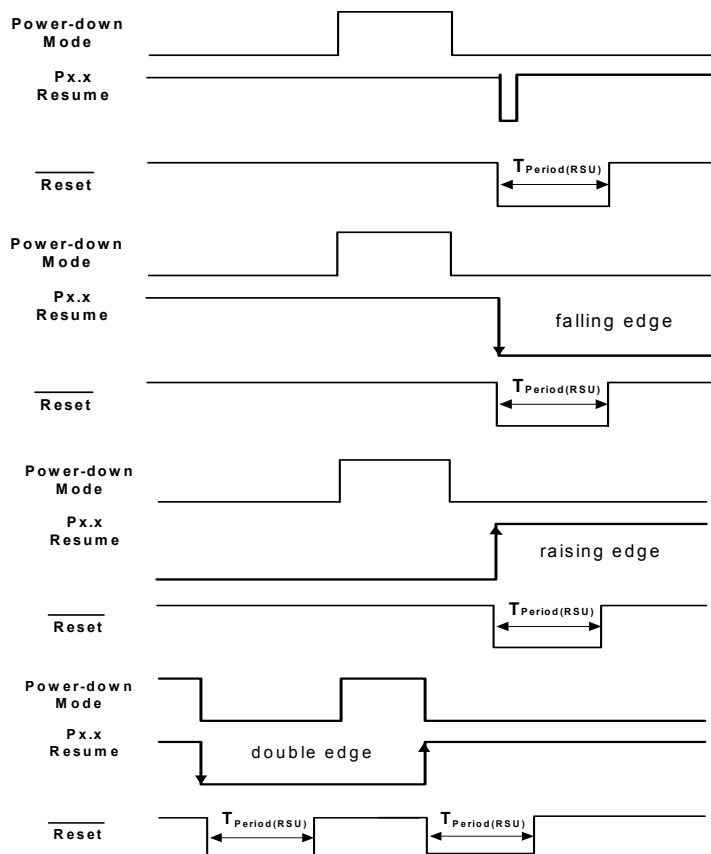 Power-down
Mode
Px.x
Resume
Reset
TPeriod(RSU)
Power-down
Mode
Px.x
Resume
falling edge
Reset
TPeriod(RSU)
Power-down
Mode
Px.x
Resume
raising edge
Reset
TPeriod(RSU)
Power-down
Mode
Px.x
Resume
double edge
Reset
TPeriod(RSU) TPeriod(RSU)